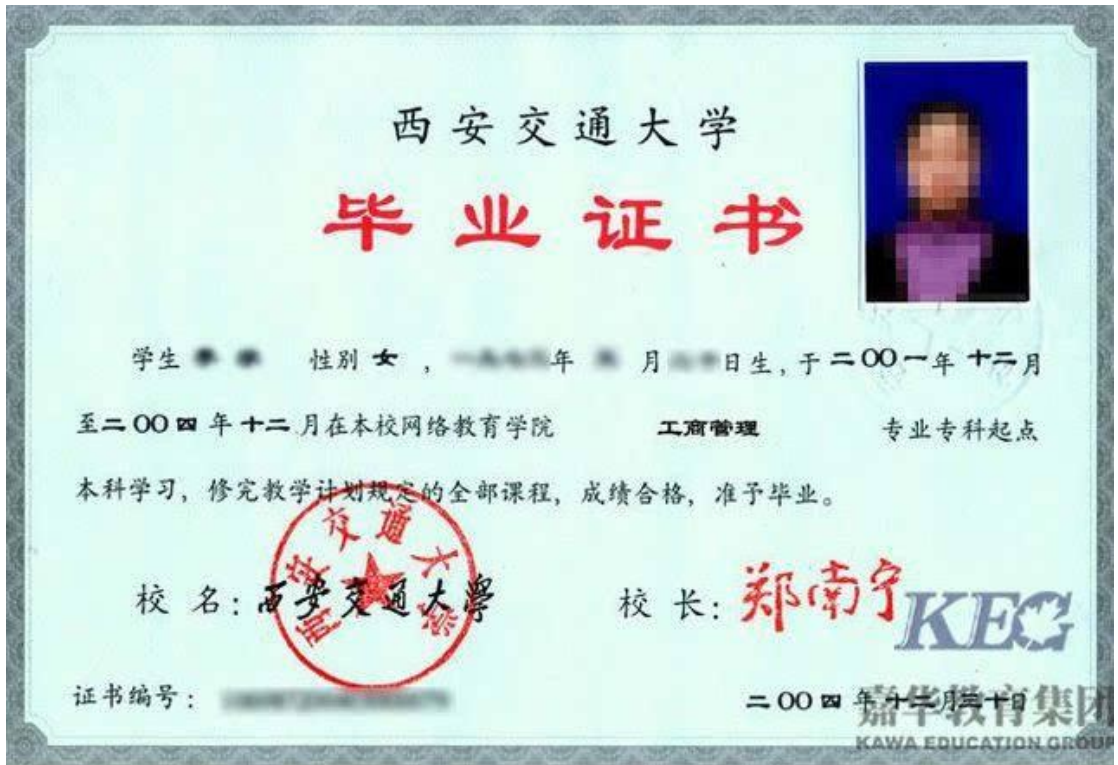 西安交通大学
毕业证书
学生 性别 女 , 年 月 日生, 于 二〇〇一 年 十二 月
至 二〇〇四 年 十二 月在本校网络教育学院 工商管理 专业专科起点
本科学习, 修完教学计划规定的全部课程, 成绩合格, 准予毕业。
西安交通大学
校 名: 西安交通大學 校 长: 郑南宁
KEG
证书编号: 二〇〇四 年 十二月三十日
嘉华教育集团
KAWA EDUCATION GROUP